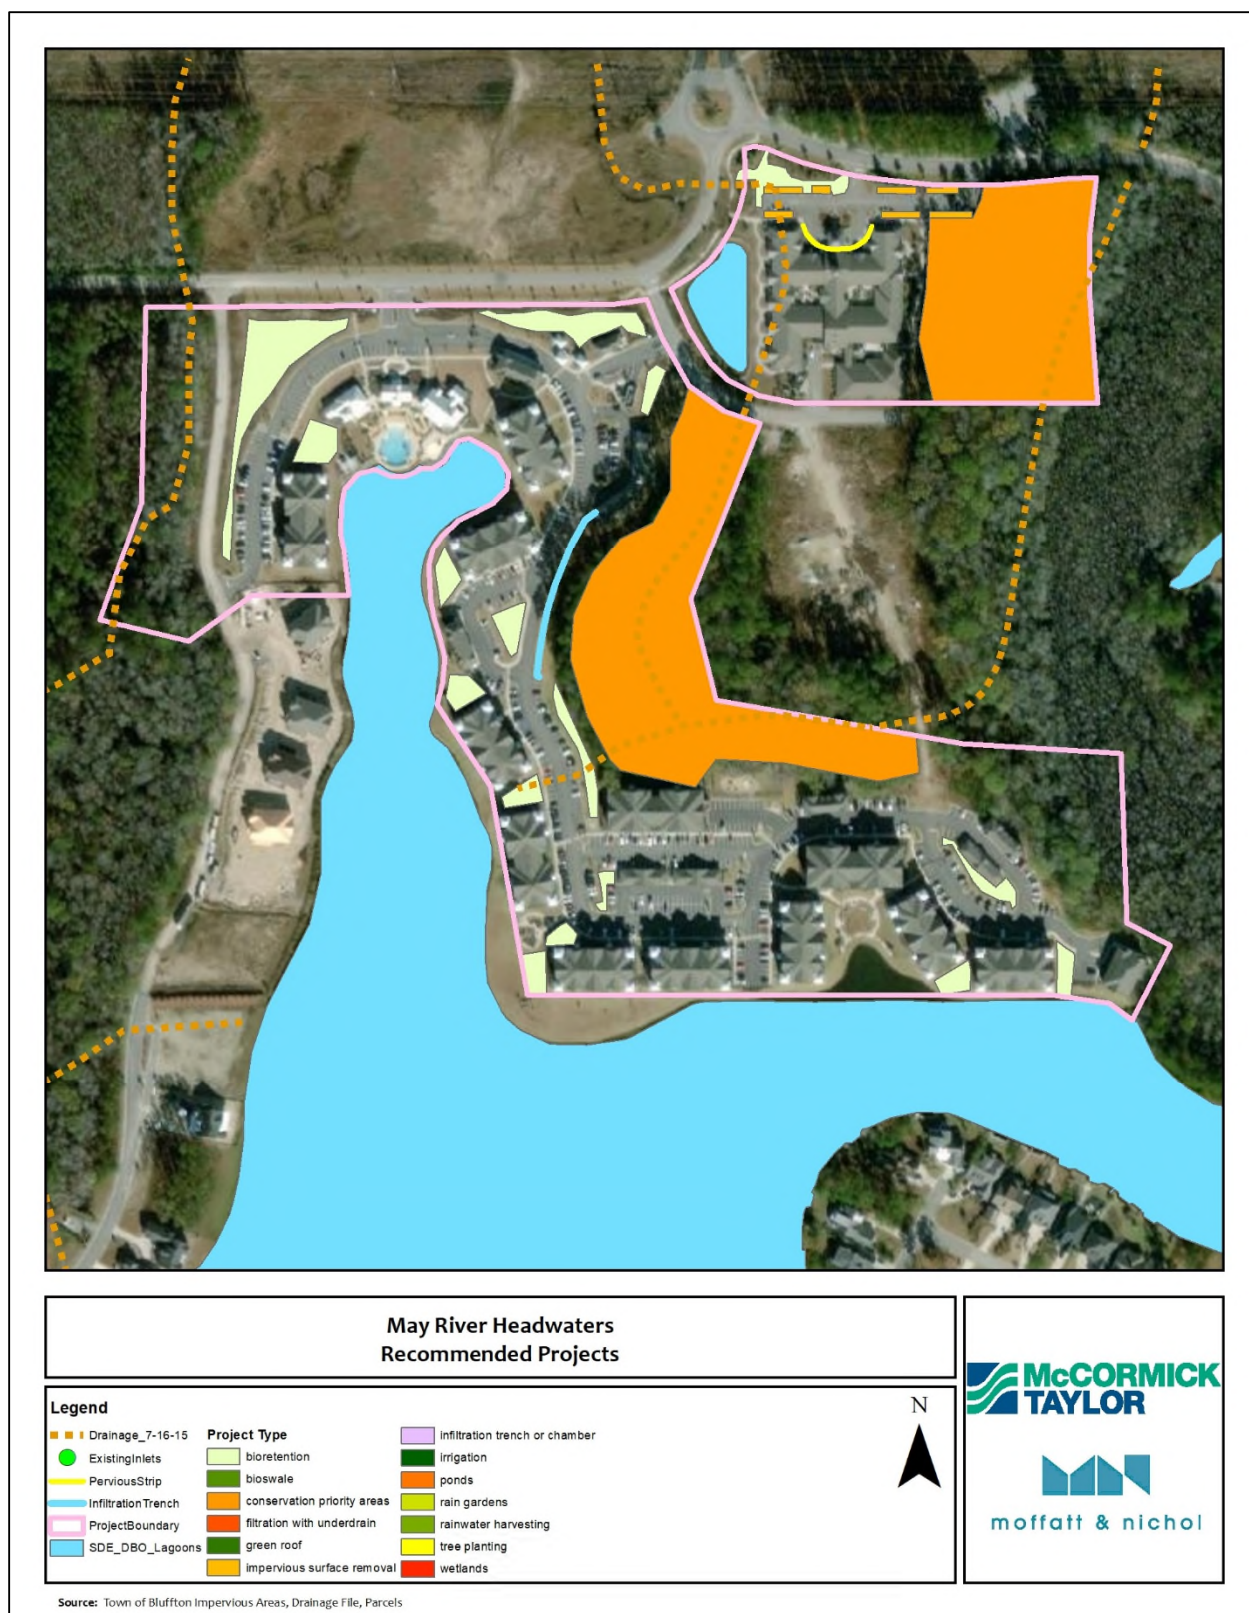 May River Headwaters
Recommended Projects
Legend
Drainage_7-16-15
ExistingInlets
PerviousStrip
InfiltrationTrench
ProjectBoundary
SDE_DBO_Lagoons
Project Type
bioretention
bioswale
conservation priority areas
filtration with underdrain
green roof
impervious surface removal
infiltration trench or chamber
irrigation
ponds
rain gardens
rainwater harvesting
tree planting
wetlands
N
McCORMICK
TAYLOR
moffatt & nichol
Source: Town of Bluffton Impervious Areas, Drainage File, Parcels